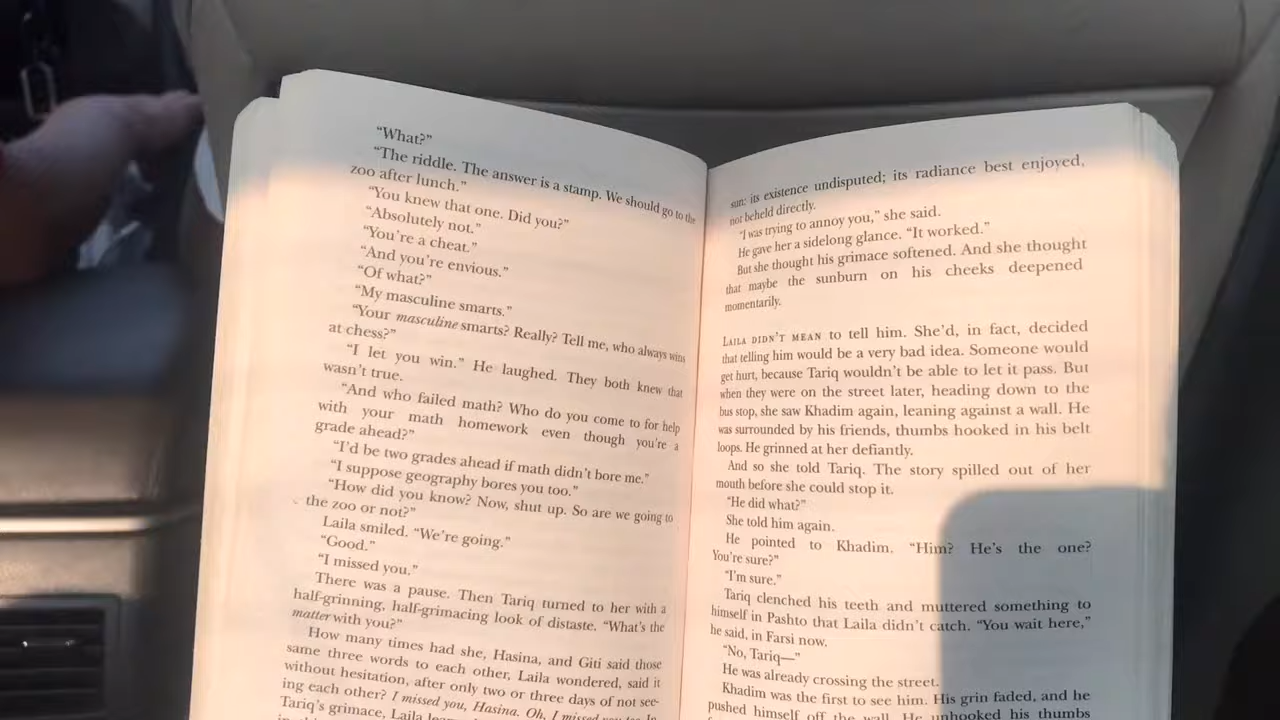 “What?”
“The riddle. The answer is a stamp. We should go to the
zoo after lunch.”
“You knew that one. Did you?”
“Absolutely not.”
“You’re a cheat.”
“And you’re envious.”
“Of what?”
“My masculine smarts.”
“Your masculine smarts? Really? Tell me, who always wins
at chess?”
“I let you win.” He laughed. They both knew that
wasn’t true.
“And who failed math? Who do you come to for help
with your math homework even though you’re a
grade ahead?”
“I’d be two grades ahead if math didn’t bore me.”
“I suppose geography bores you too.”
“How did you know? Now, shut up. So are we going to
the zoo or not?”
Laila smiled. “We’re going.”
“Good.”
“I missed you.”
There was a pause. Then Tariq turned to her with a
half-grinning, half-grimacing look of distaste. “What’s the
matter with you?”
How many times had she, Hasina, and Giti said those
same three words to each other, Laila wondered, said it
without hesitation, after only two or three days of not see-
ing each other? I missed you, Hasina. Oh, I missed you too. In
Tariq’s grimace, Laila
sun: its existence undisputed; its radiance best enjoyed,
not beheld directly.
“I was trying to annoy you,” she said.
He gave her a sidelong glance. “It worked.”
But she thought his grimace softened. And she thought
that maybe the sunburn on his cheeks deepened
momentarily.
LAILA DIDN’T MEAN to tell him. She’d, in fact, decided
that telling him would be a very bad idea. Someone would
get hurt, because Tariq wouldn’t be able to let it pass. But
when they were on the street later, heading down to the
bus stop, she saw Khadim again, leaning against a wall. He
was surrounded by his friends, thumbs hooked in his belt
loops. He grinned at her defiantly.
And so she told Tariq. The story spilled out of her
mouth before she could stop it.
“He did what?”
She told him again.
He pointed to Khadim. “Him? He’s the one?
You’re sure?”
“I’m sure.”
Tariq clenched his teeth and muttered something to
himself in Pashto that Laila didn’t catch. “You wait here,”
he said, in Farsi now.
“No, Tariq—”
He was already crossing the street.
Khadim was the first to see him. His grin faded, and he
pushed himself off the wall. He unhooked his thumbs